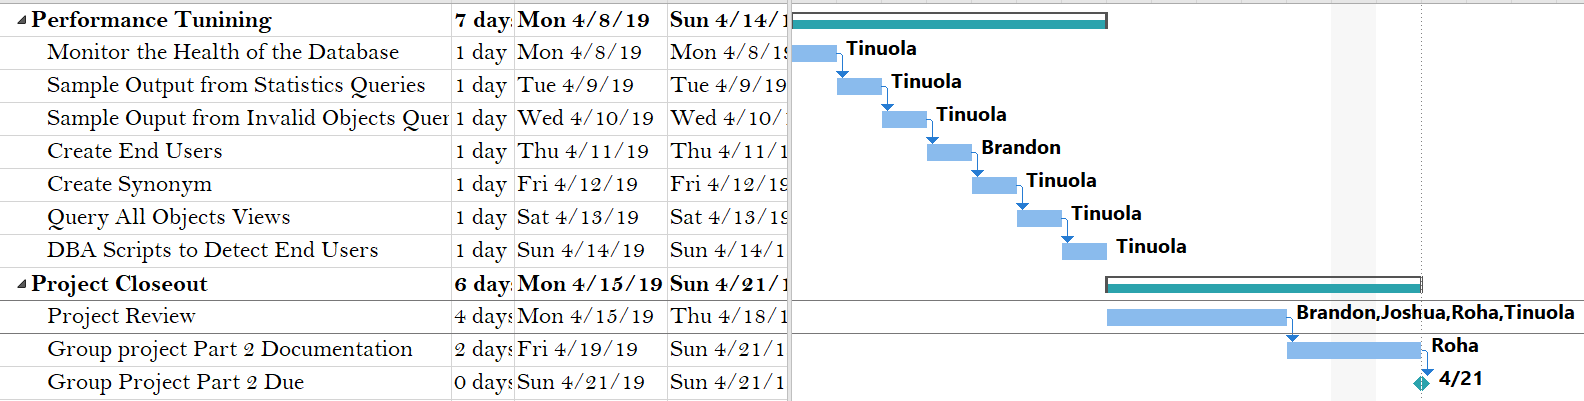 Performance Tunining 7 day Mon 4/8/19 Sun 4/14/1
Monitor the Health of the Database 1 day Mon 4/8/19 Mon 4/8/19 Tinuola
Sample Output from Statistics Queries 1 day Tue 4/9/19 Tue 4/9/19 Tinuola
Sample Ouput from Invalid Objects Quer 1 day Wed 4/10/19 Wed 4/10/ Tinuola
Create End Users 1 day Thu 4/11/19 Thu 4/11/1 Brandon
Create Synonym 1 day Fri 4/12/19 Fri 4/12/19 Tinuola
Query All Objects Views 1 day Sat 4/13/19 Sat 4/13/19 Tinuola
DBA Scripts to Detect End Users 1 day Sun 4/14/19 Sun 4/14/1 Tinuola
Project Closeout 6 days Mon 4/15/19 Sun 4/21/1
Project Review 4 days Mon 4/15/19 Thu 4/18/1 Brandon,Joshua,Roha,Tinuola
Group project Part 2 Documentation 2 days Fri 4/19/19 Sun 4/21/1 Roha
Group Project Part 2 Due 0 days Sun 4/21/19 Sun 4/21/1 4/21